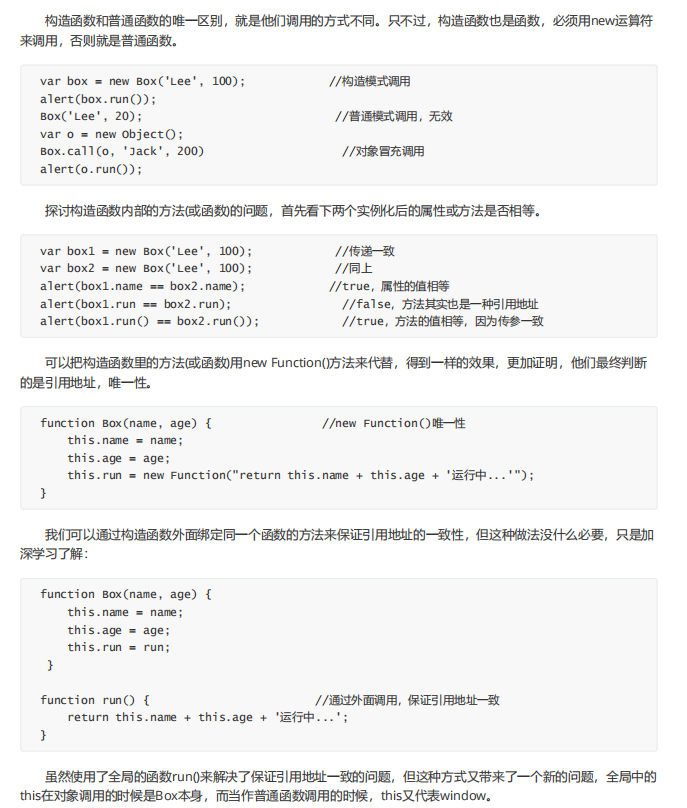 构造函数和普通函数的唯一区别，就是他们调用的方式不同。只不过，构造函数也是函数，必须用new运算符
来调用，否则就是普通函数。
var box = new Box('Lee', 100);            //构造模式调用
alert(box.run());
Box('Lee', 20);                            //普通模式调用，无效
var o = new Object();
Box.call(o, 'Jack', 200)                    //对象冒充调用
alert(o.run());
探讨构造函数内部的方法(或函数)的问题，首先看下两个实例化后的属性或方法是否相等。
var box1 = new Box('Lee', 100);            //传递一致
var box2 = new Box('Lee', 100);            //同上
alert(box1.name == box2.name);            //true，属性的值相等
alert(box1.run == box2.run);                //false，方法其实也是一种引用地址
alert(box1.run() == box2.run());            //true，方法的值相等，因为传参一致
可以把构造函数里的方法(或函数)用new Function()方法来代替，得到一样的效果，更加证明，他们最终判断
的是引用地址，唯一性。
function Box(name, age) {                //new Function()唯一性
    this.name = name;
    this.age = age;
    this.run = new Function("return this.name + this.age + '运行中...'");
}
我们可以通过构造函数外面绑定同一个函数的方法来保证引用地址的一致性，但这种做法没什么必要，只是加
深学习了解：
function Box(name, age) {
    this.name = name;
    this.age = age;
    this.run = run;
 }
function run() {                        //通过外面调用，保证引用地址一致
    return this.name + this.age + '运行中...';
}
虽然使用了全局的函数run()来解决了保证引用地址一致的问题，但这种方式又带来了一个新的问题，全局中的
this在对象调用的时候是Box本身，而当作普通函数调用的时候，this又代表window。